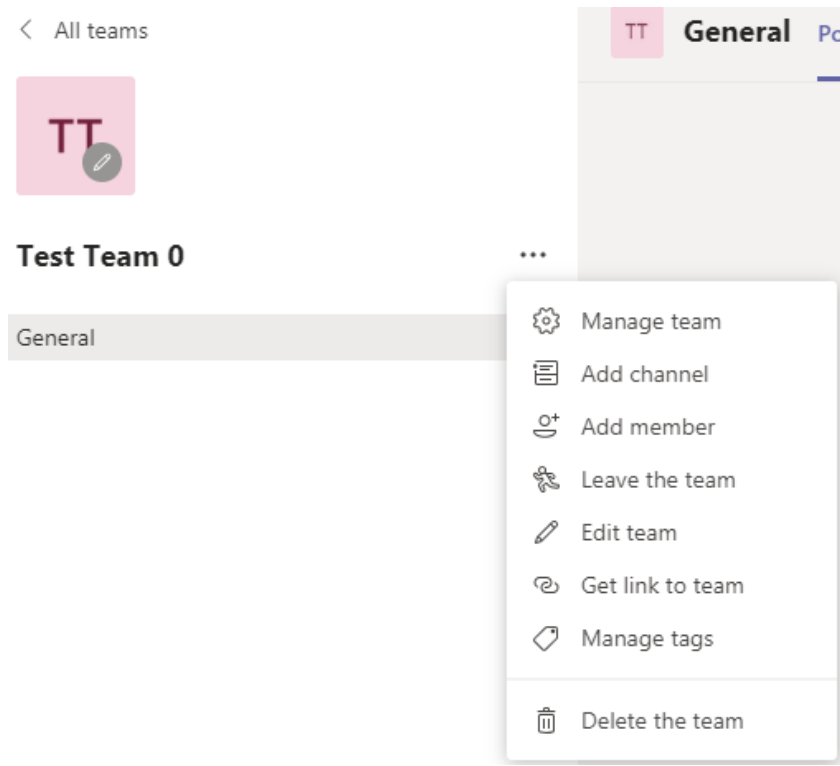 All teams
TT
General
TT
Test Team 0
General
Manage team
Add channel
Add member
Leave the team
Edit team
Get link to team
Manage tags
Delete the team